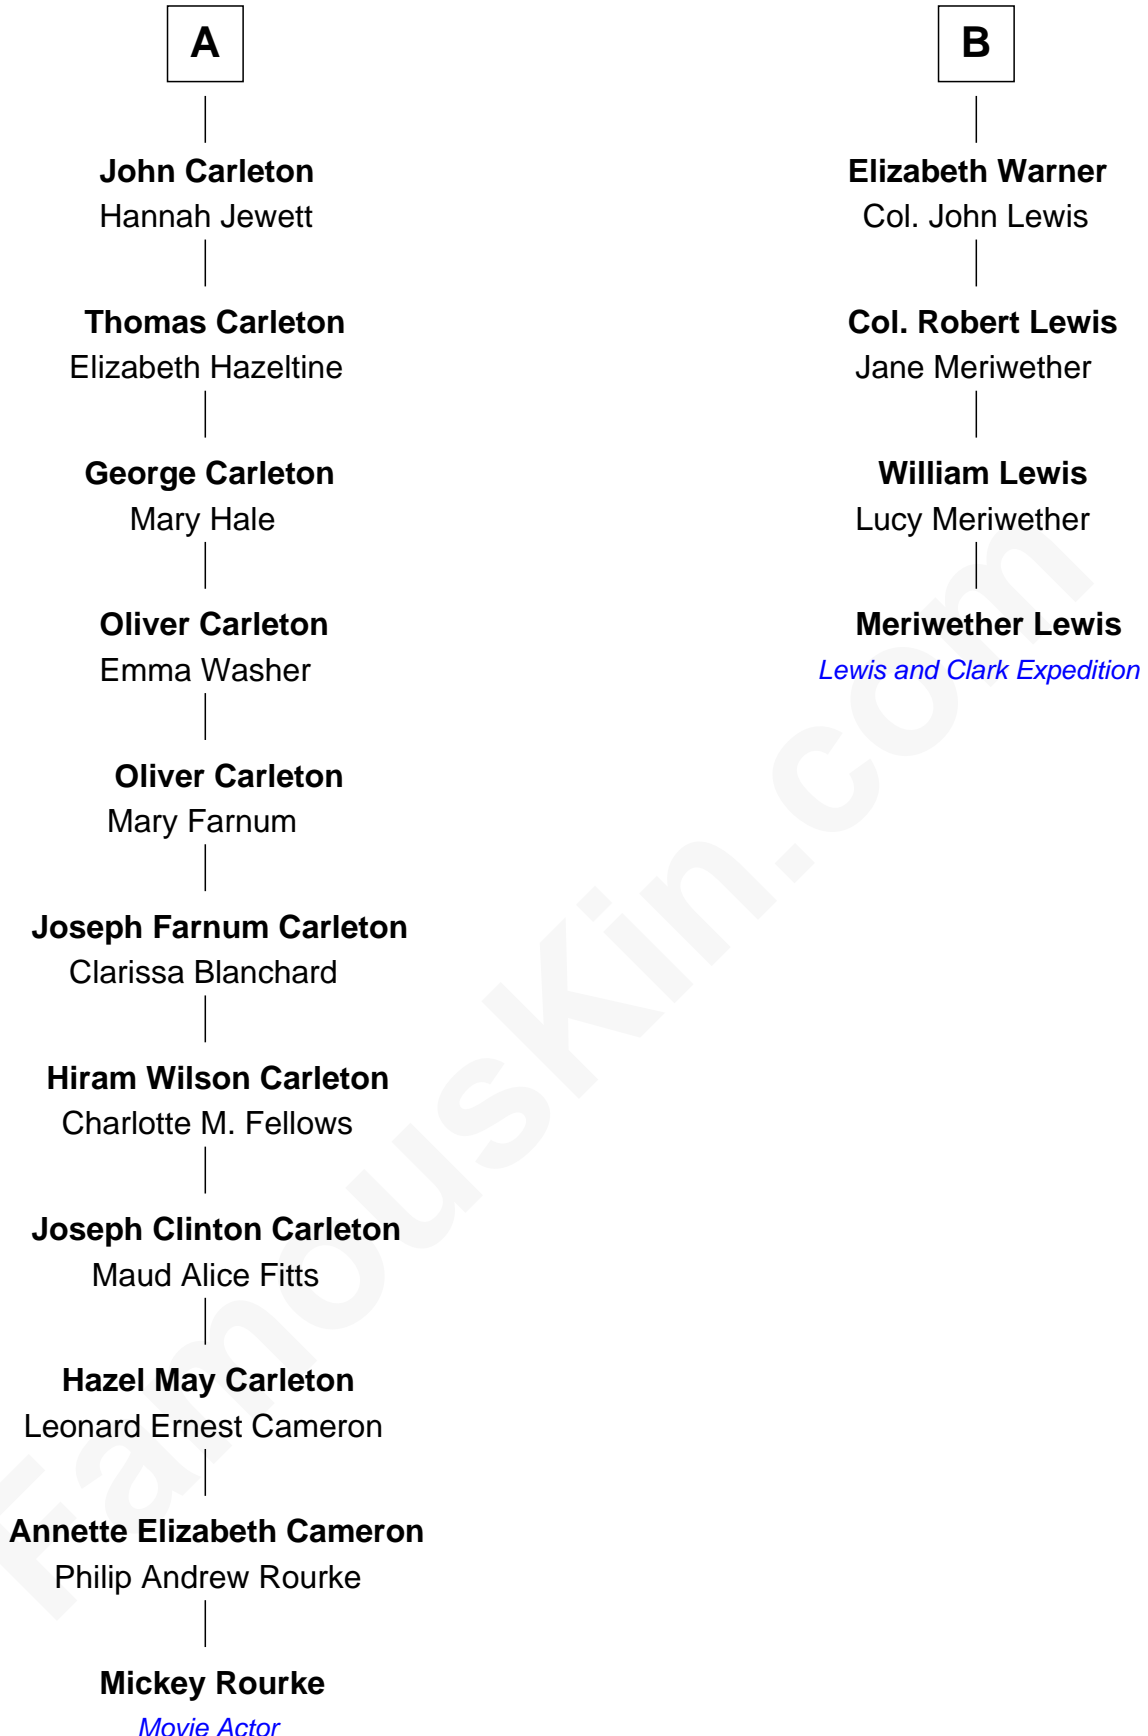 A
John Carleton
Hannah Jewett
Thomas Carleton
Elizabeth Hazeltine
George Carleton
Mary Hale
Oliver Carleton
Emma Washer
Oliver Carleton
Mary Farnum
Joseph Farnum Carleton
Clarissa Blanchard
Hiram Wilson Carleton
Charlotte M. Fellows
Joseph Clinton Carleton
Maud Alice Fitts
Hazel May Carleton
Leonard Ernest Cameron
Annette Elizabeth Cameron
Philip Andrew Rourke
Mickey Rourke
Movie Actor
B
Elizabeth Warner
Col. John Lewis
Col. Robert Lewis
Jane Meriwether
William Lewis
Lucy Meriwether
Meriwether Lewis
Lewis and Clark Expedition
FamousKin.com